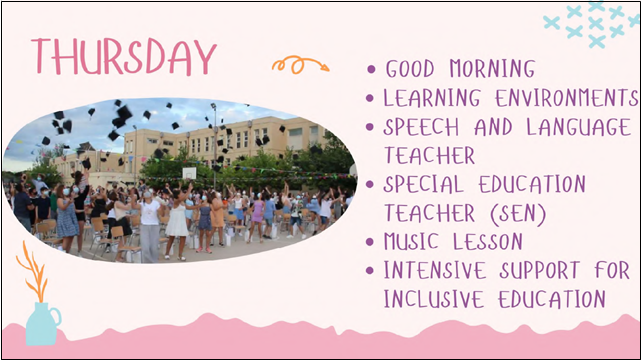 THURSDAY
• GOOD MORNING
• LEARNING ENVIRONMENTS
• SPEECH AND LANGUAGE
TEACHER
• SPECIAL EDUCATION
TEACHER (SEN)
• MUSIC LESSON
• INTENSIVE SUPPORT FOR
INCLUSIVE EDUCATION